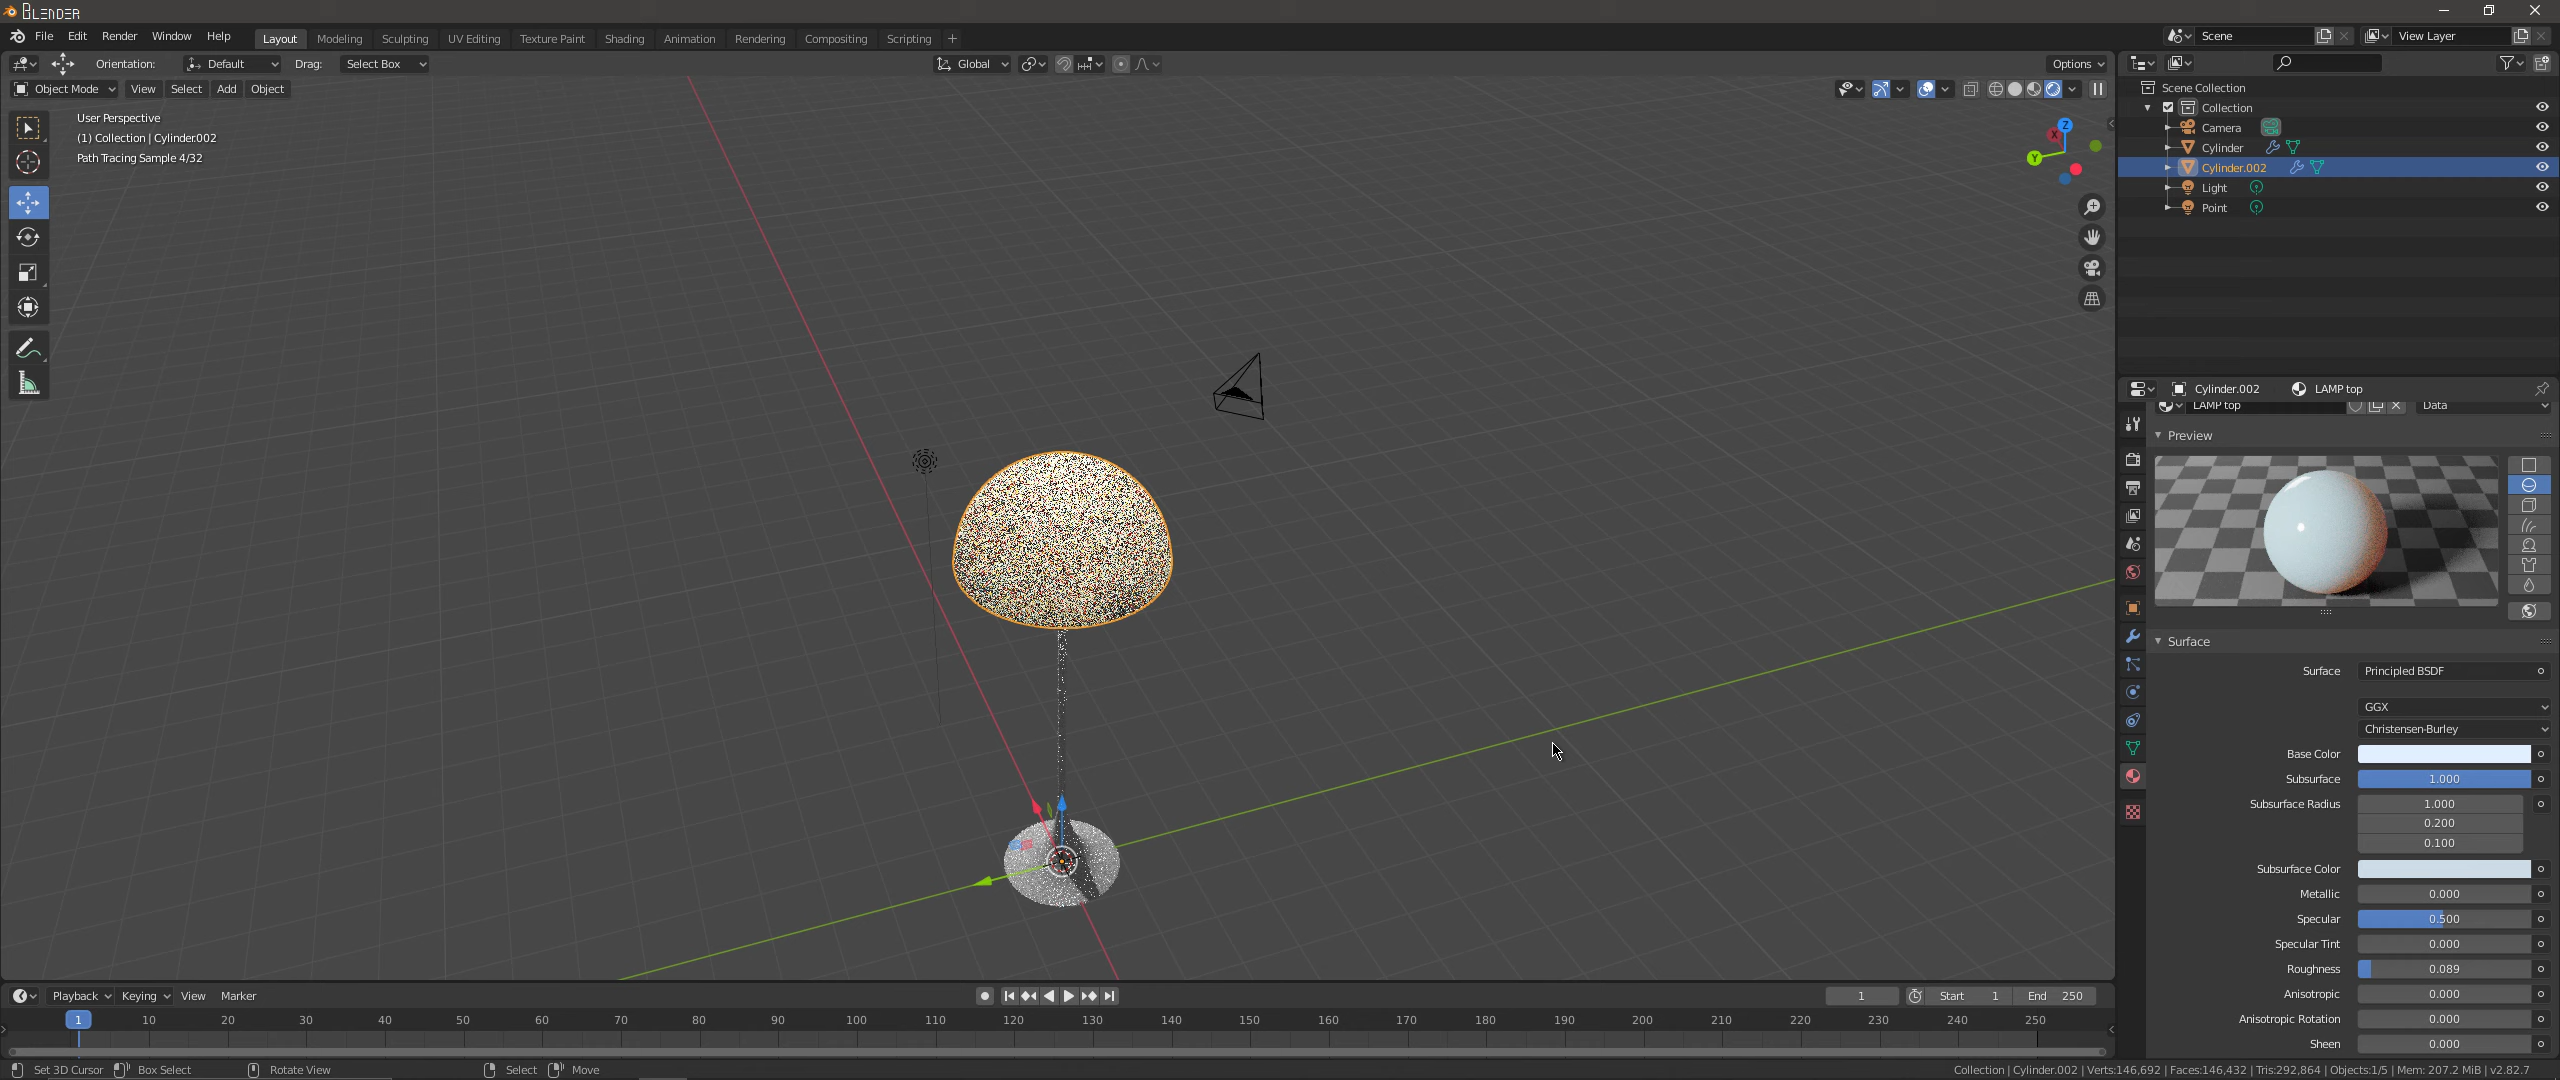 BLENDER
File Edit Render Window Help Layout Modeling Sculpting UV Editing Texture Paint Shading Animation Rendering Compositing Scripting + Scene View Layer
Orientation: Default Drag: Select Box Global Options
Object Mode View Select Add Object
User Perspective
(1) Collection | Cylinder.002
Path Tracing Sample 4/32
Z
X
Y
Scene Collection
Collection
Camera
Cylinder
Cylinder.002
Light
Point
Cylinder.002 LAMP top
LAMP top Data
Preview
Surface
Surface Principled BSDF
GGX
Christensen-Burley
Base Color
Subsurface 1.000
Subsurface Radius 1.000
0.200
0.100
Subsurface Color
Metallic 0.000
Specular 0.500
Specular Tint 0.000
Roughness 0.089
Anisotropic 0.000
Anisotropic Rotation 0.000
Sheen 0.000
Playback Keying View Marker 1 Start 1 End 250
1 10 20 30 40 50 60 70 80 90 100 110 120 130 140 150 160 170 180 190 200 210 220 230 240 250
Set 3D Cursor Box Select Rotate View Select Move Collection | Cylinder.002 | Verts:146,692 | Faces:146,432 | Tris:292,864 | Objects:1/5 | Mem: 207.2 MiB | v2.82.7